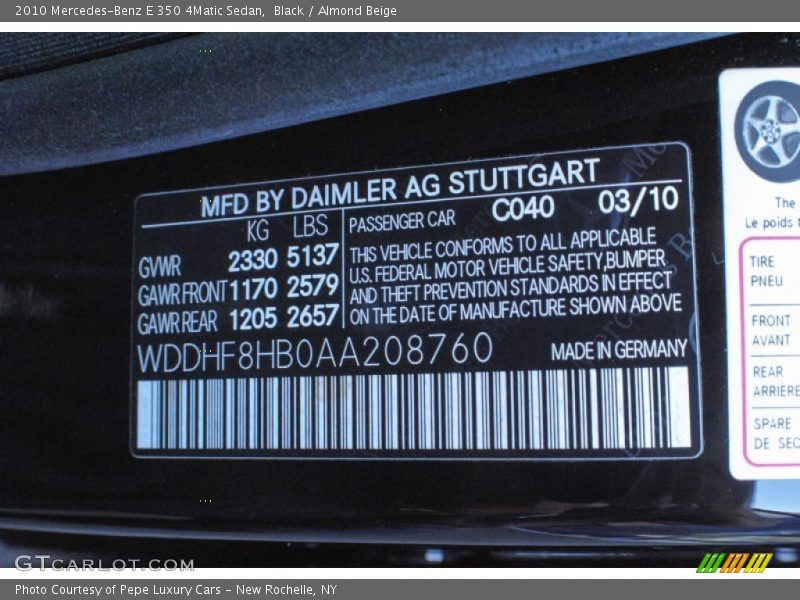 2010 Mercedes-Benz E 350 4Matic Sedan,  Black / Almond Beige
MFD BY DAIMLER AG STUTTGART
KG LBS PASSENGER CAR C040 03/10
GVWR 2330 5137
GAWR FRONT 1170 2579
GAWR REAR 1205 2657
THIS VEHICLE CONFORMS TO ALL APPLICABLE
U.S. FEDERAL MOTOR VEHICLE SAFETY,BUMPER
AND THEFT PREVENTION STANDARDS IN EFFECT
ON THE DATE OF MANUFACTURE SHOWN ABOVE
WDDHF8HB0AA208760 MADE IN GERMANY
The
Le poids
TIRE
PNEU
FRONT
AVANT
REAR
ARRIÈRE
SPARE
DE
GTCARLOT.COM
Photo Courtesy of Pepe Luxury Cars - New Rochelle, NY